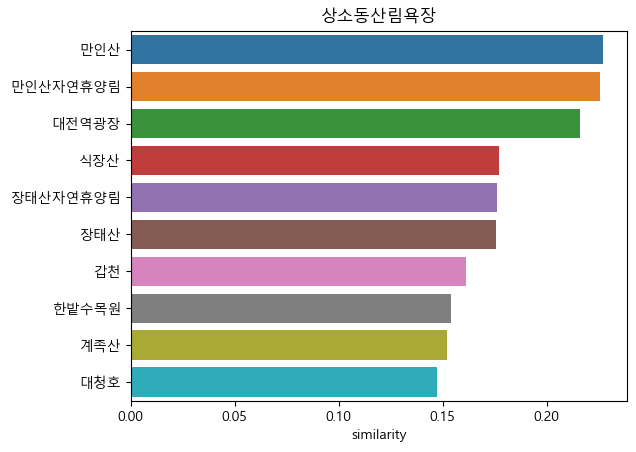 상소동산림욕장
만인산
만인산자연휴양림
대전역광장
식장산
장태산자연휴양림
장태산
갑천
한밭수목원
계족산
대청호
0.00 0.05 0.10 0.15 0.20
similarity